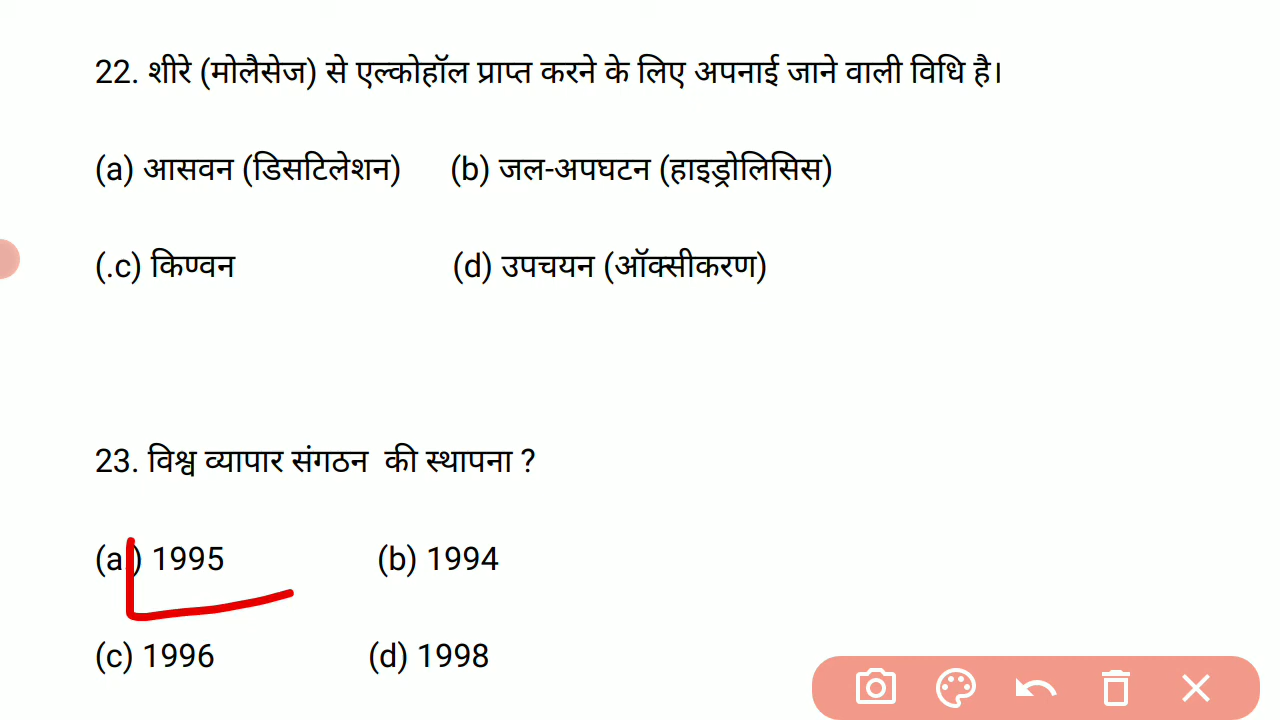 22. शीरे (मोलैसेज) से एल्कोहॉल प्राप्त करने के लिए अपनाई जाने वाली विधि है।
(a) आसवन (डिसटिलेशन) (b) जल-अपघटन (हाइड्रोलिसिस)
(.c) किण्वन (d) उपचयन (ऑक्सीकरण)
23. विश्व व्यापार संगठन की स्थापना ?
(a) 1995 (b) 1994
(c) 1996 (d) 1998